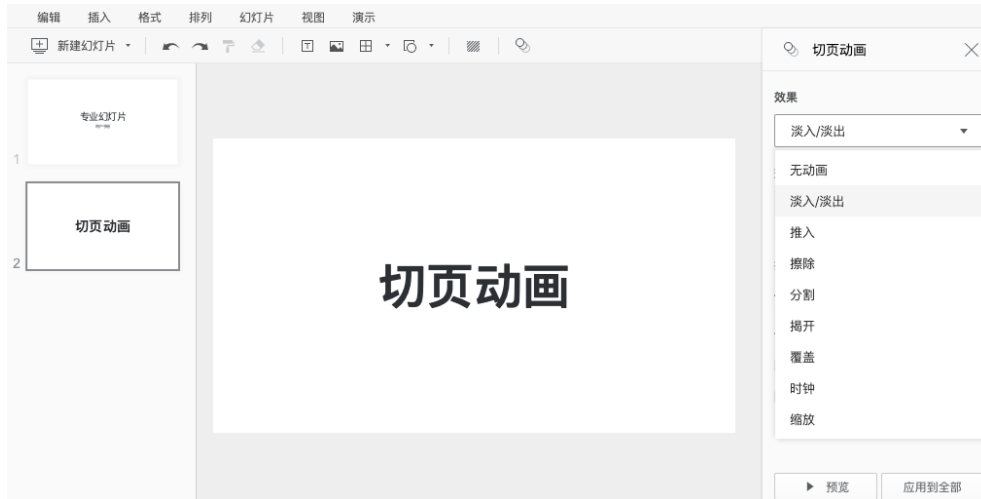 编辑 插入 格式 排列 幻灯片 视图 演示
新建幻灯片
切页动画
效果
淡入/淡出
无动画
淡入/淡出
推入
擦除
分割
揭开
覆盖
时钟
缩放
预览 应用到全部
专业幻灯片
1
切页动画
2
切页动画